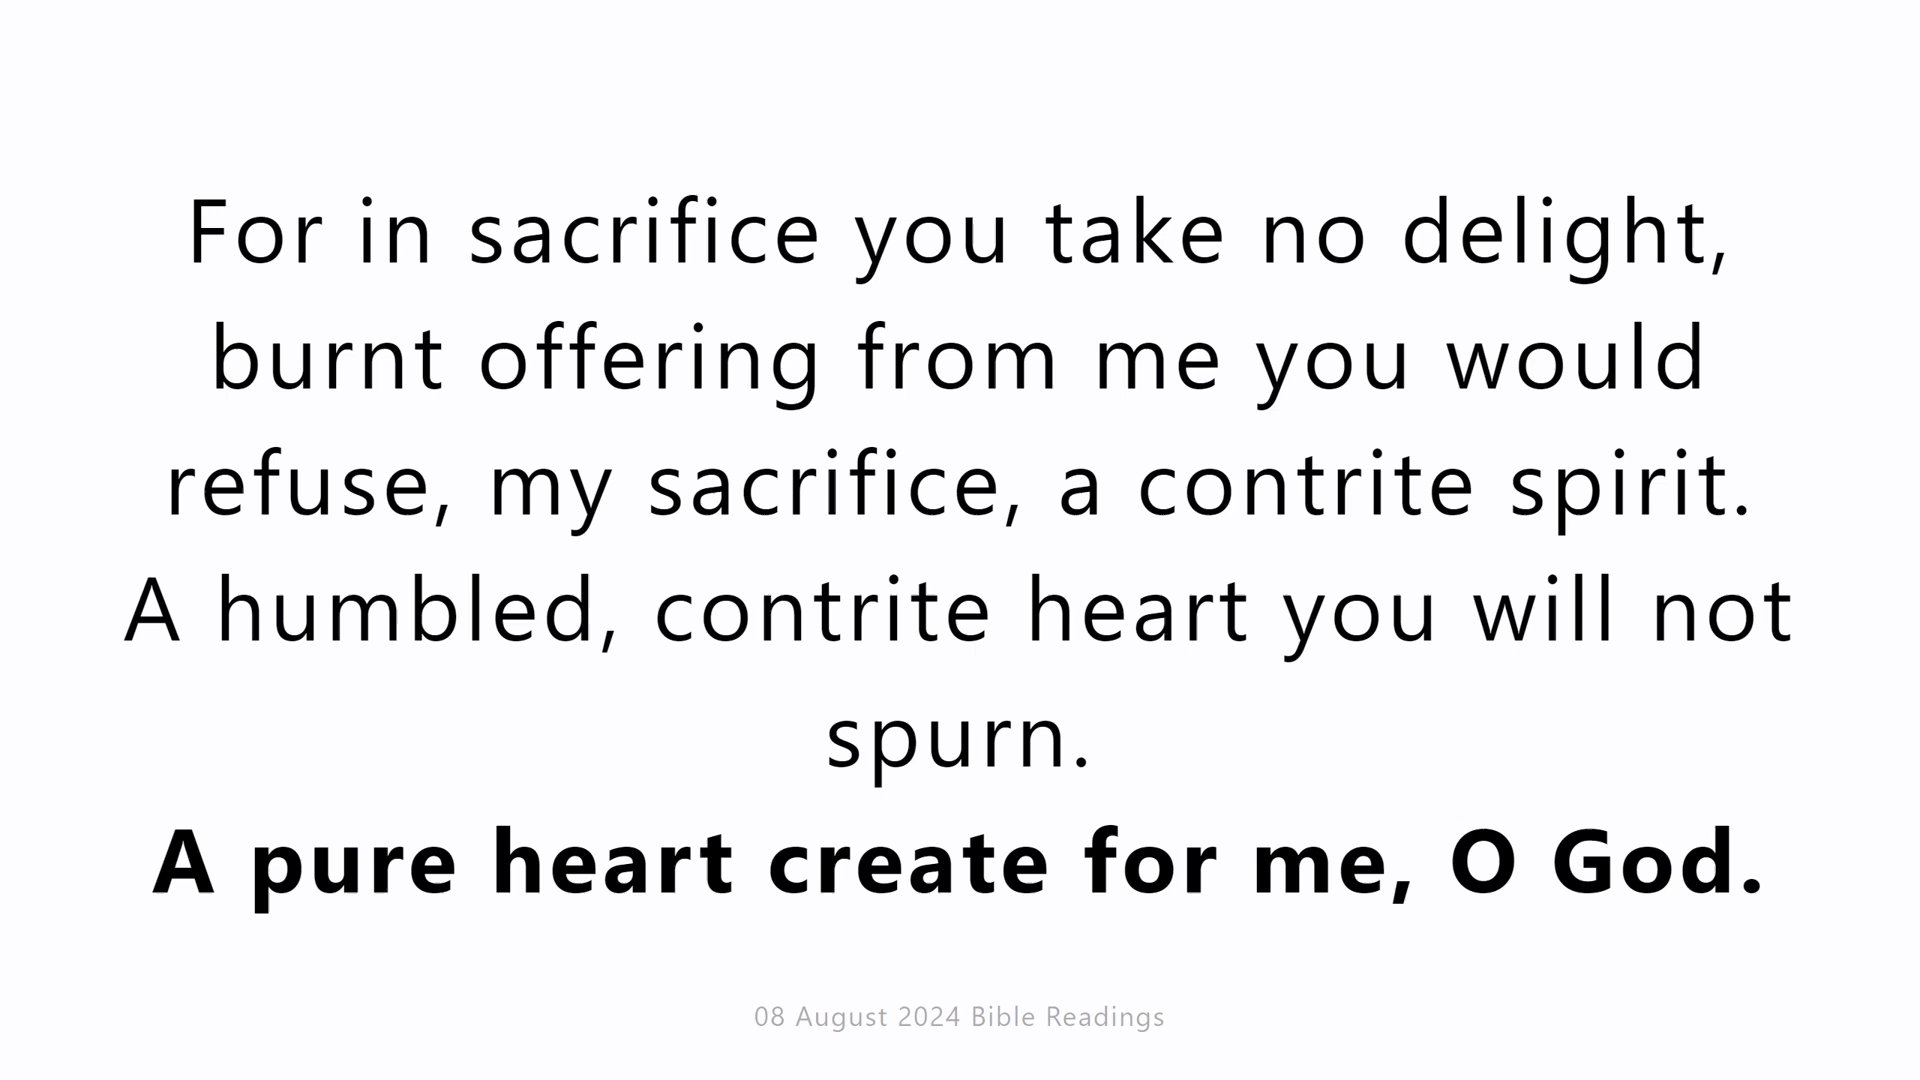 For in sacrifice you take no delight,
burnt offering from me you would
refuse, my sacrifice, a contrite spirit.
A humbled, contrite heart you will not
spurn.
A pure heart create for me, O God.
08 August 2024 Bible Readings